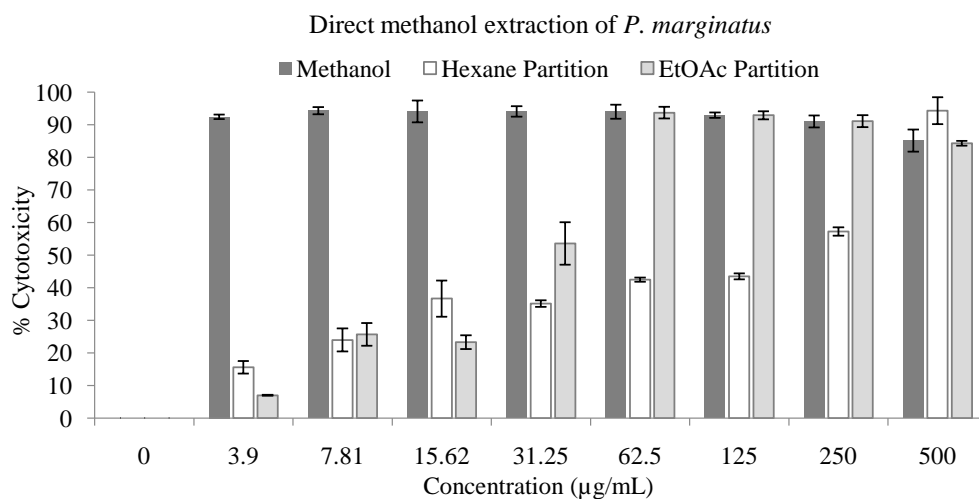 Direct methanol extraction of P. marginatus
Methanol Hexane Partition EtOAc Partition
100
90
80
70
60
50
40
30
20
10
0
% Cytotoxicity
0 3.9 7.81 15.62 31.25 62.5 125 250 500
Concentration (µg/mL)